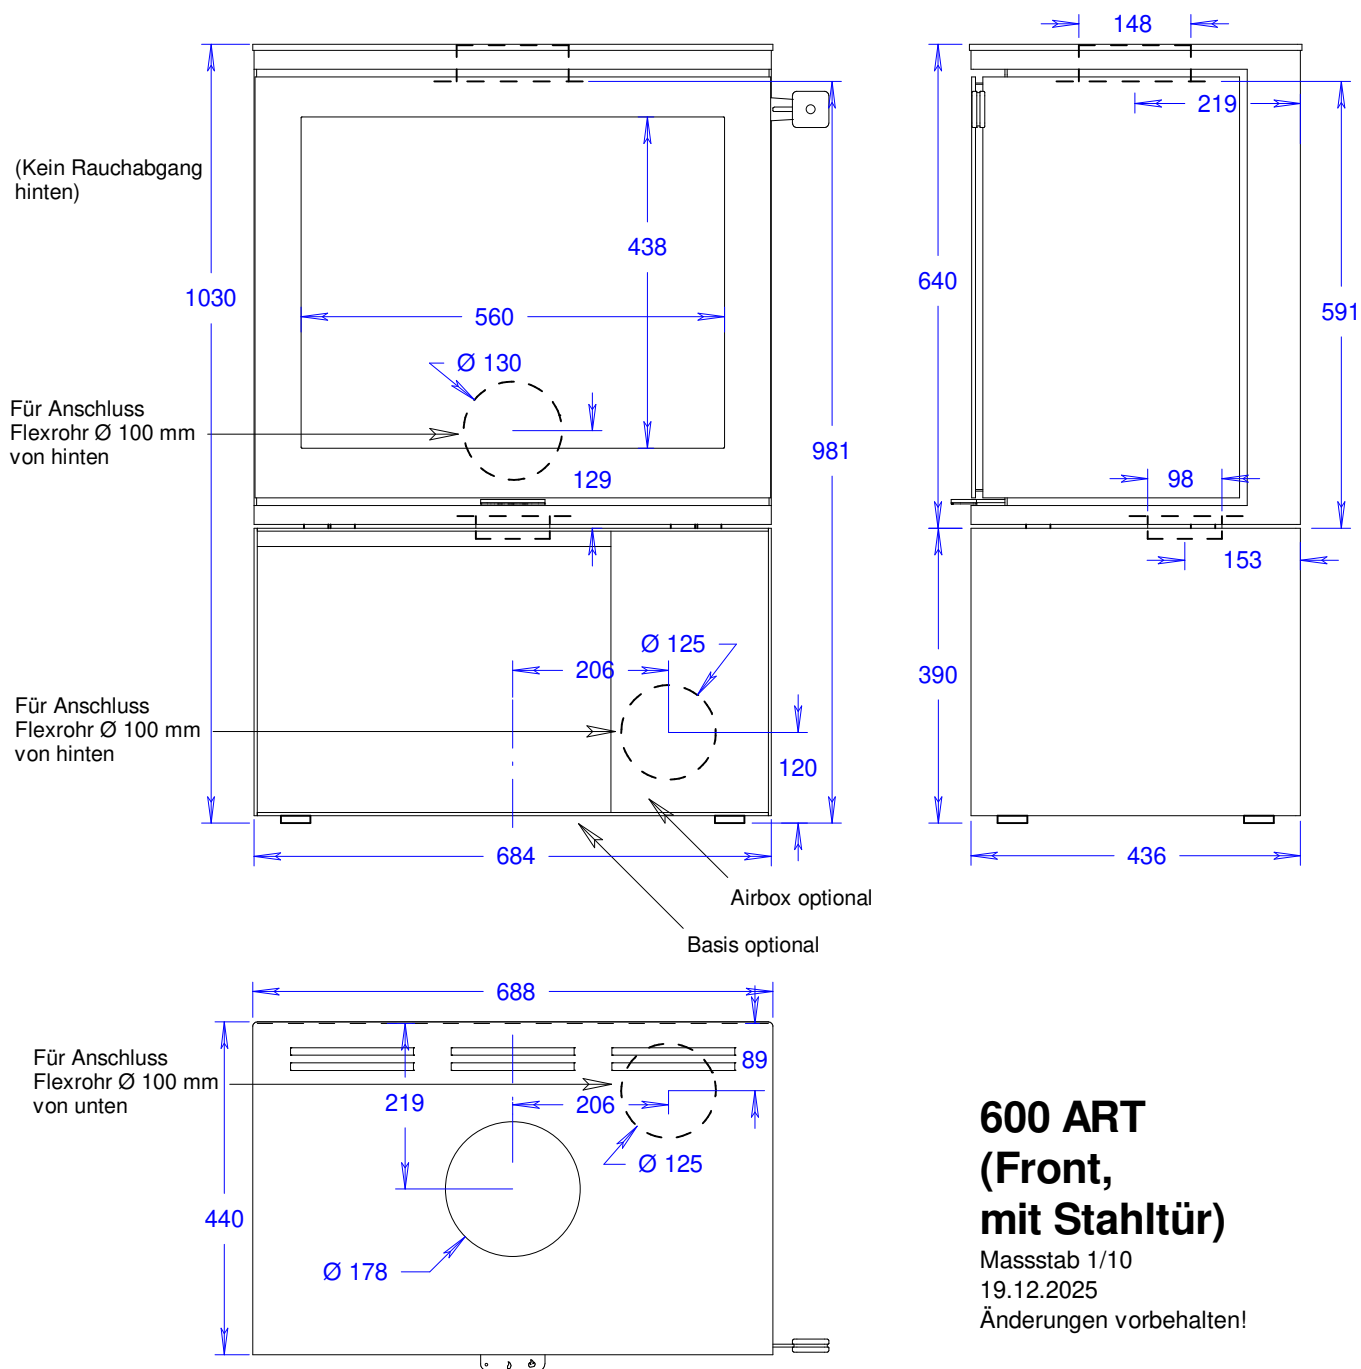 148
219
(Kein Rauchabgang
hinten)
438
1030
640
591
560
Ø 130
Für Anschluss
Flexrohr Ø 100 mm
von hinten
981
129
98
153
Ø 125
206
390
Für Anschluss
Flexrohr Ø 100 mm
von hinten
120
684
436
Airbox optional
Basis optional
688
Für Anschluss
Flexrohr Ø 100 mm
von unten
89
219
206
Ø 125
440
Ø 178
600 ART
(Front,
mit Stahltür)
Massstab 1/10
19.12.2025
Änderungen vorbehalten!